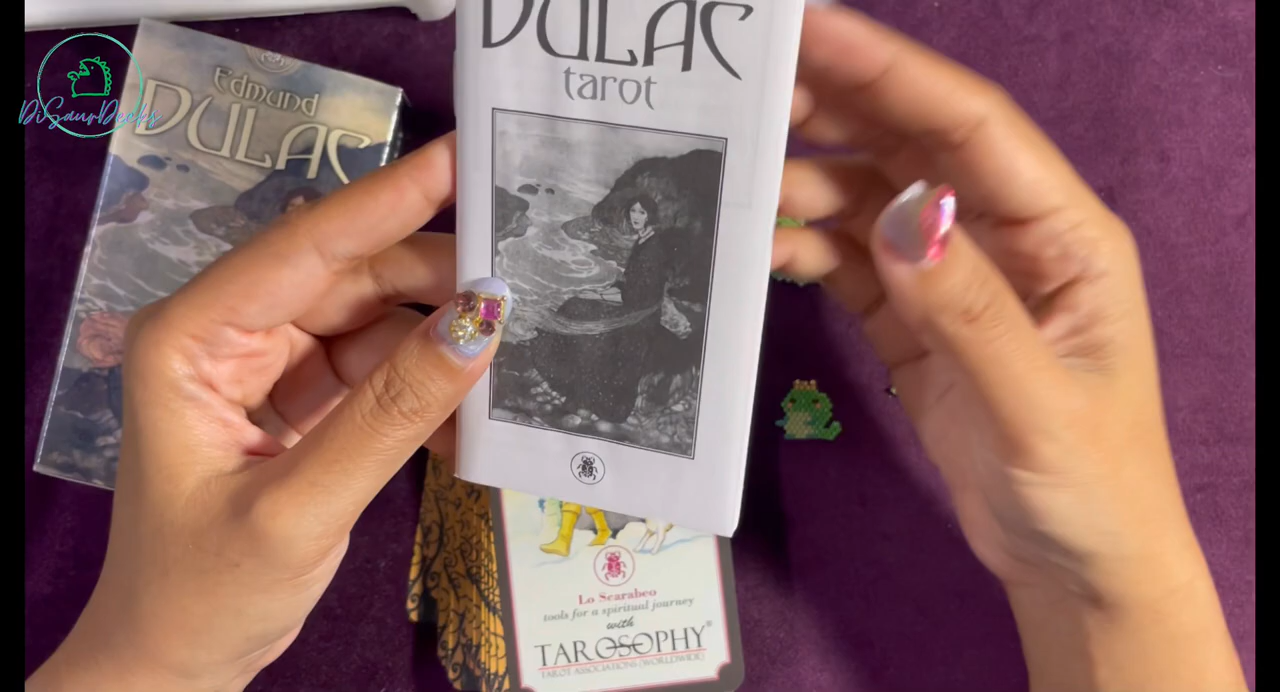 DiSaurDecks
Edmund
DULAC
DULAC
tarot
Lo Scarabeo
tools for a spiritual journey
with
TAROSOPHY®
TAROT ASSOCIATIONS (WORLDWIDE)